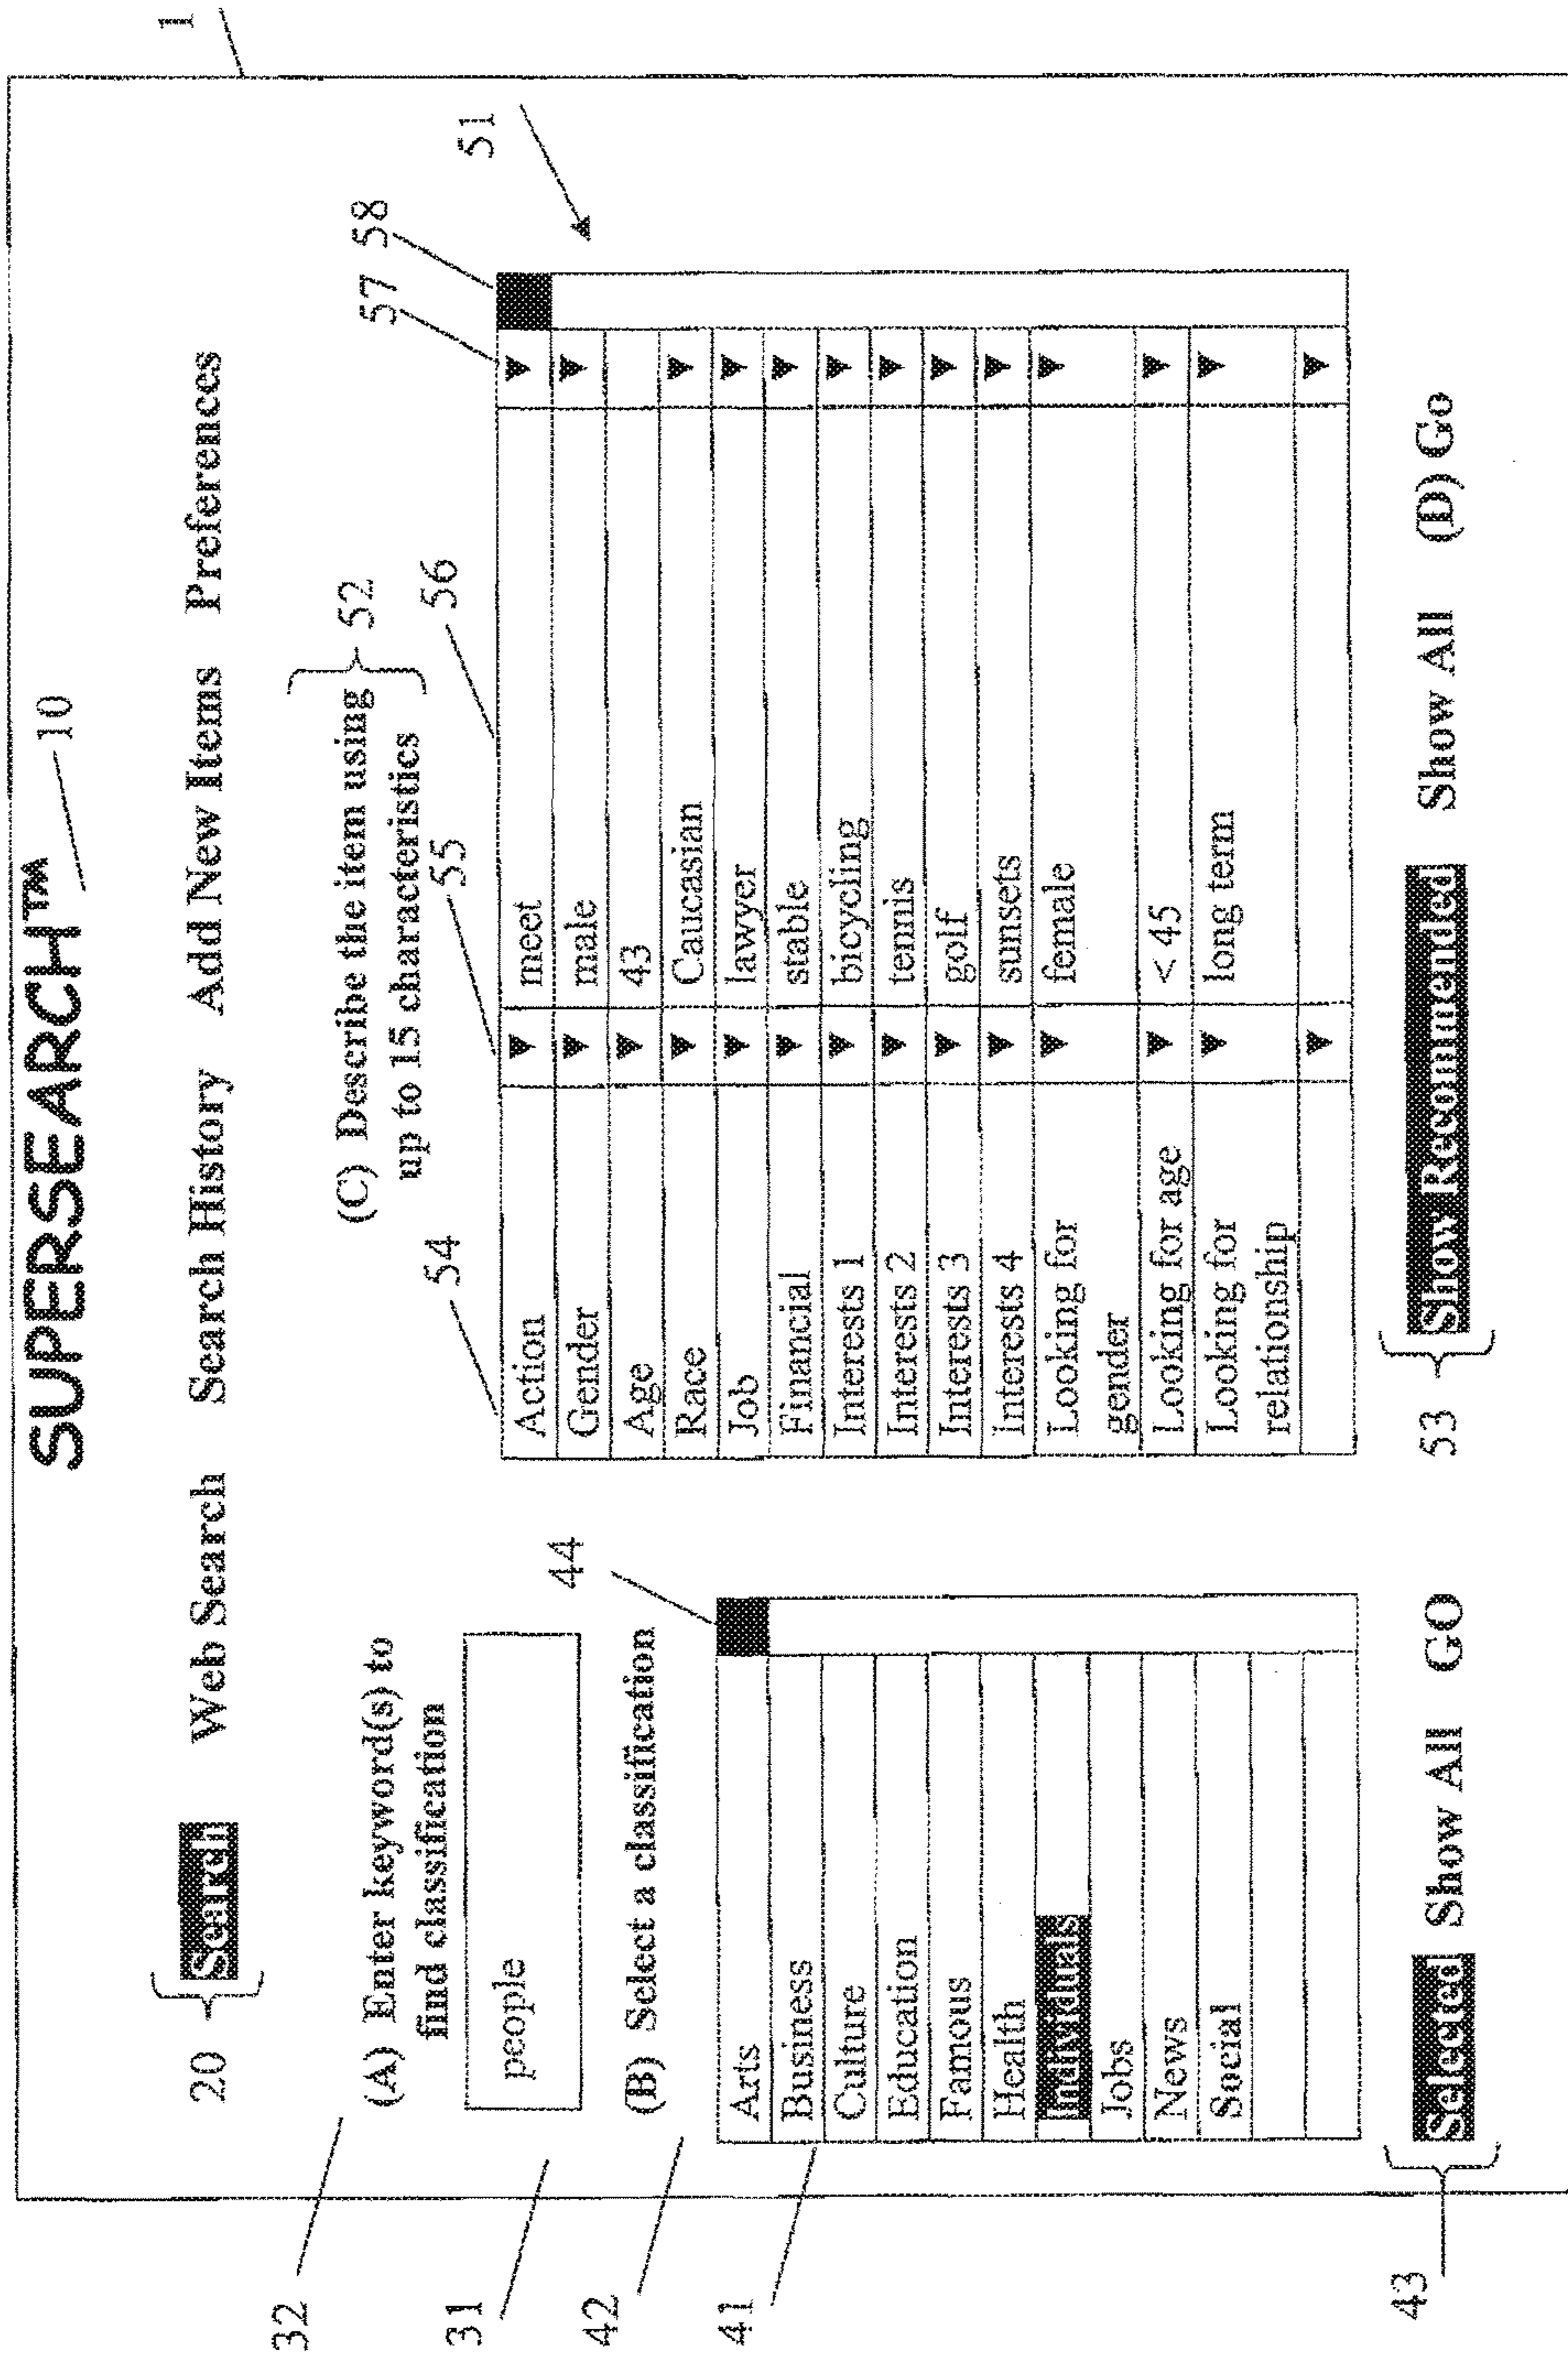 1
SUPERSEARCH™
10
20
Search Web Search Search History Add New Items Preferences
32
(A) Enter keyword(s) to
find classification
31
people
42
(B) Select a classification
44
41
Arts
Business
Culture
Education
Famous
Health
Individuals
Jobs
News
Social
43
Selected Show All GO
(C) Describe the item using
up to 15 characteristics
52
51
54
55
56
57
58
Action ▼ meet ▼
Gender ▼ male ▼
Age ▼ 43
Race ▼ Caucasian ▼
Job ▼ lawyer ▼
Financial ▼ stable ▼
Interests 1 ▼ bicycling ▼
Interests 2 ▼ tennis ▼
Interests 3 ▼ golf ▼
interests 4 ▼ sunsets ▼
Looking for ▼ female ▼
gender
Looking for age ▼ < 45 ▼
Looking for ▼ long term ▼
relationship
▼ ▼
53
Show Recommended Show All (D) Go